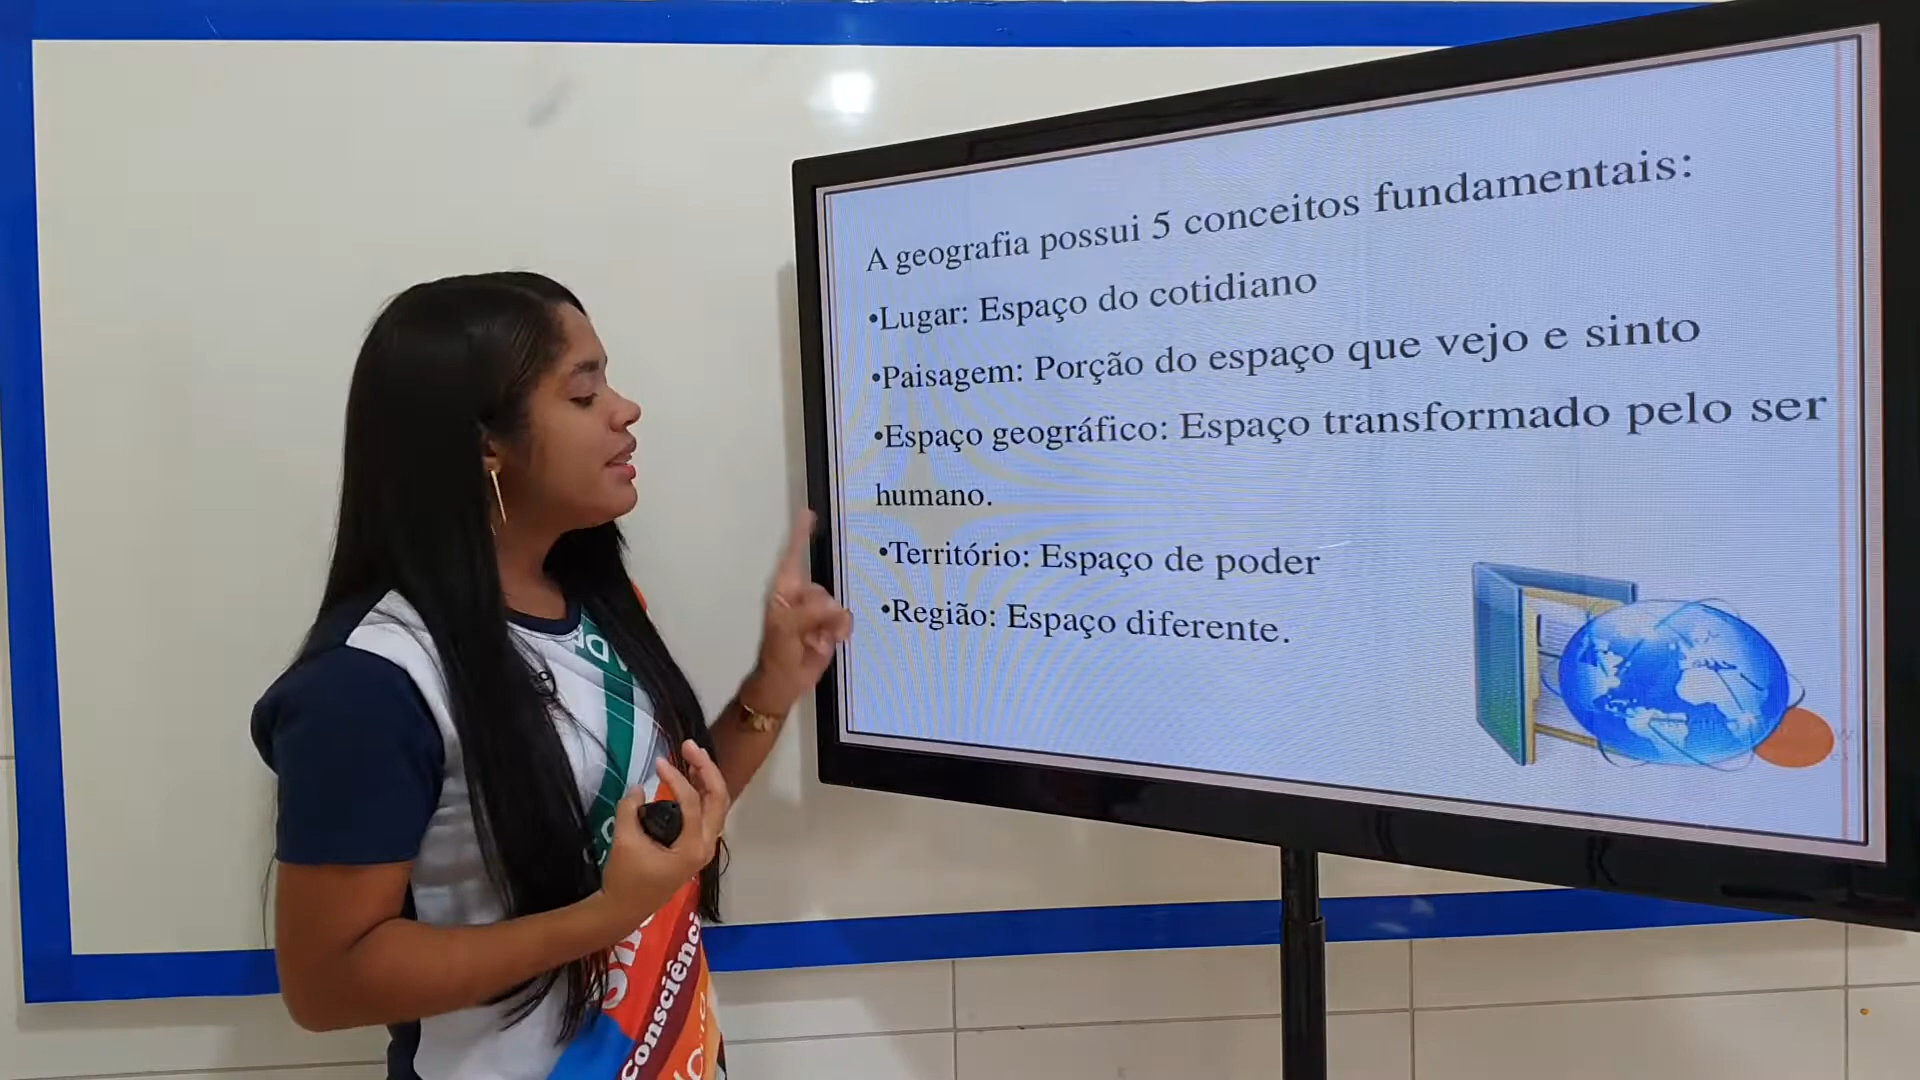 A geografia possui 5 conceitos fundamentais:
•Lugar: Espaço do cotidiano
•Paisagem: Porção do espaço que vejo e sinto
•Espaço geográfico: Espaço transformado pelo ser
humano.
•Território: Espaço de poder
•Região: Espaço diferente.
consciênci